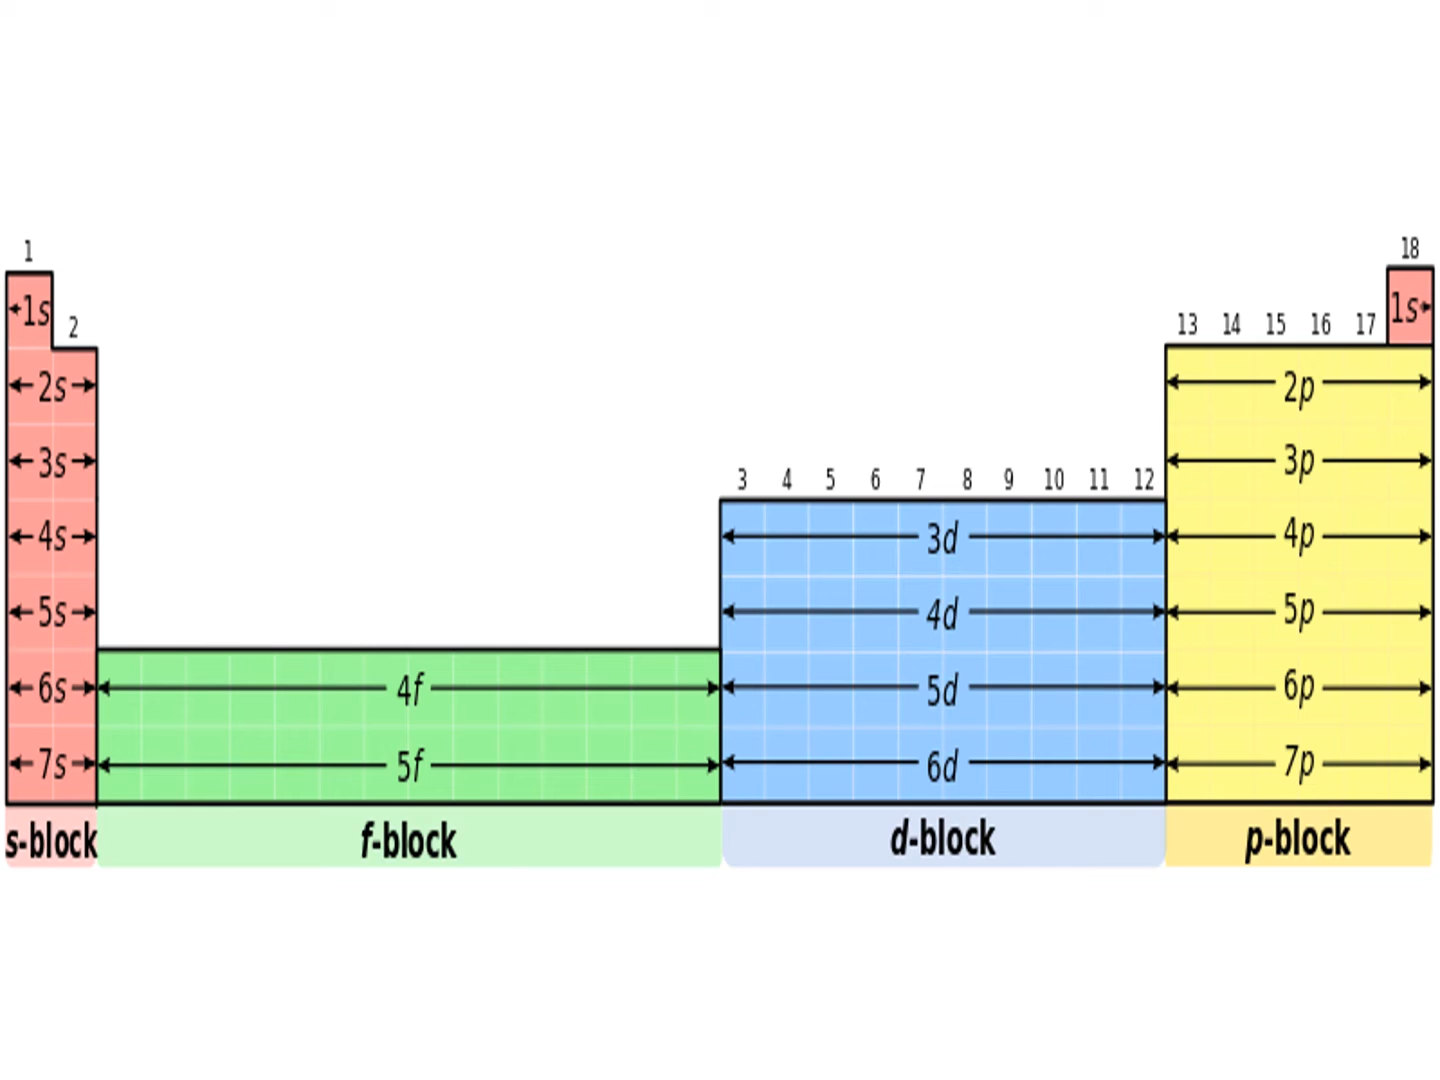 1
18
1s
1s
2
13 14 15 16 17
2s
2p
3s
3p
3 4 5 6 7 8 9 10 11 12
4s
3d
4p
5s
4d
5p
6s
4f
5d
6p
7s
5f
6d
7p
s-block
f-block
d-block
p-block